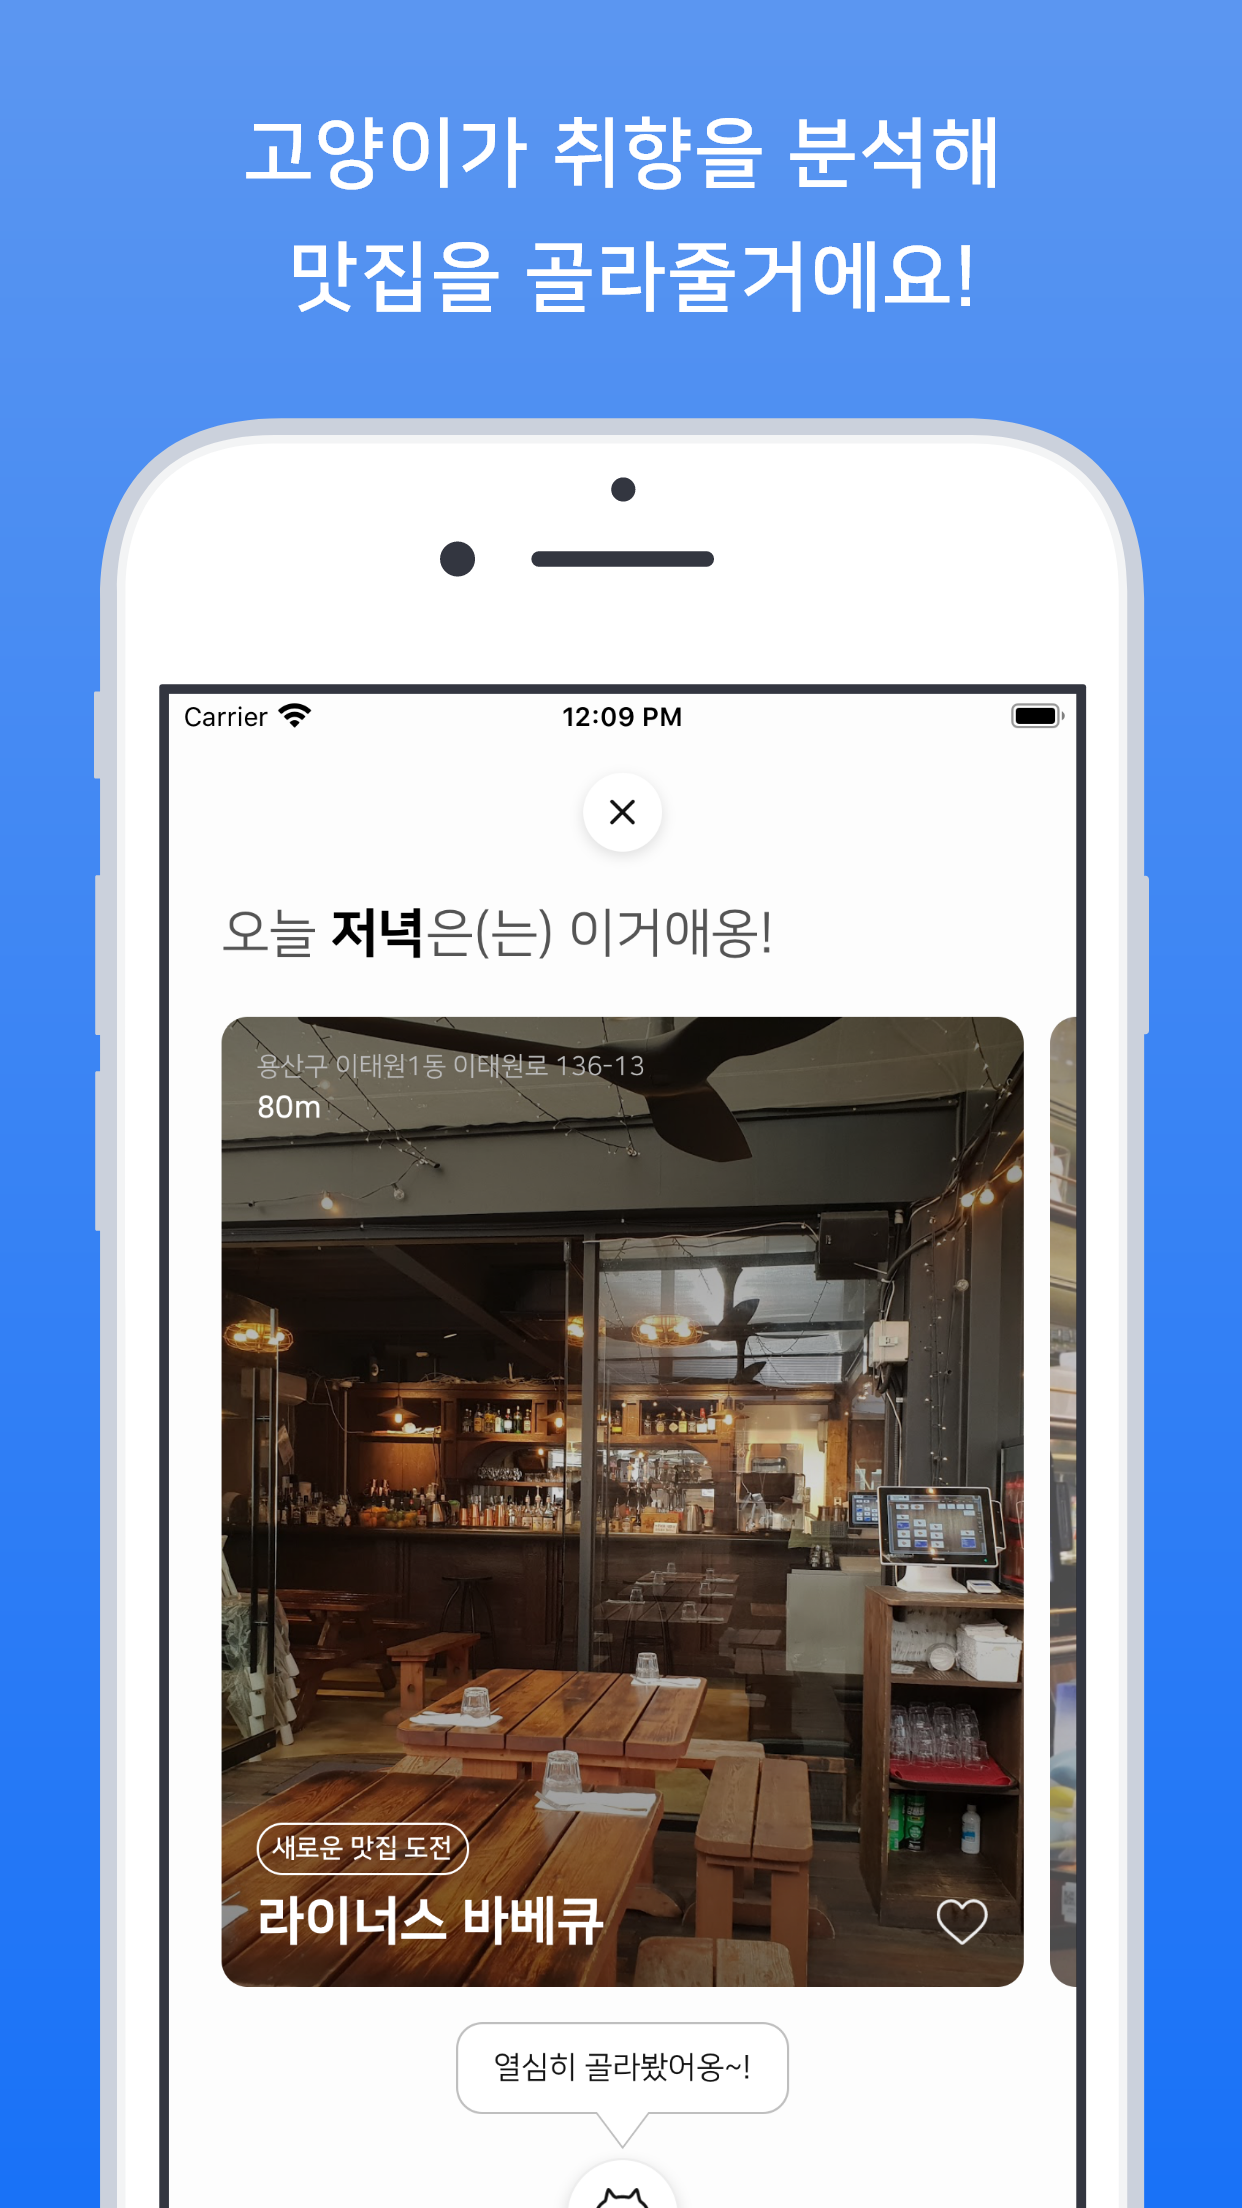 고양이가 취향을 분석해
맛집을 골라줄거에요!
Carrier
12:09 PM
오늘 저녁은(는) 이거애옹!
용산구 이태원1동 이태원로 136-13
80m
새로운 맛집 도전
라이너스 바베큐
열심히 골라봤어옹~!